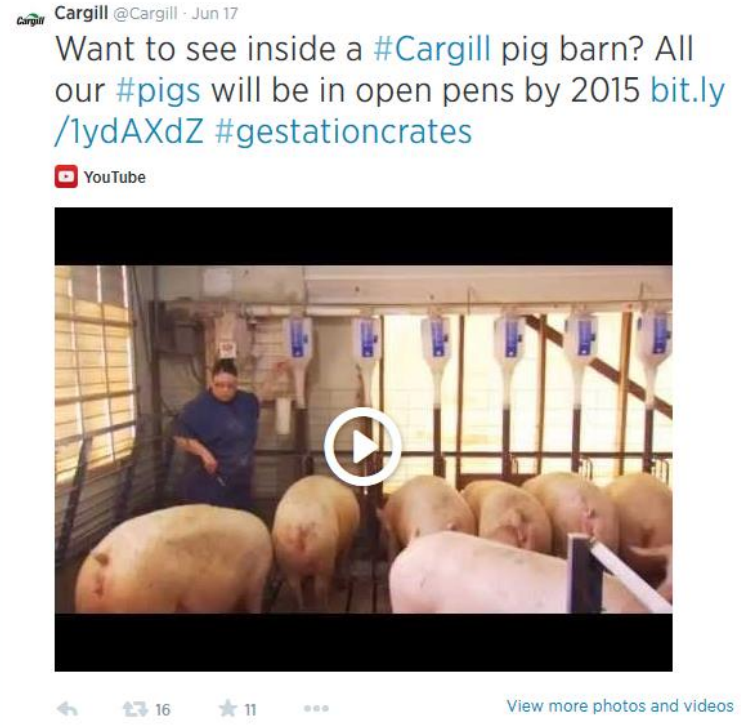 Cargill
Cargill @Cargill · Jun 17
Want to see inside a #Cargill pig barn? All
our #pigs will be in open pens by 2015 bit.ly
/1ydAXdZ #gestationcrates
YouTube
16 11
View more photos and videos